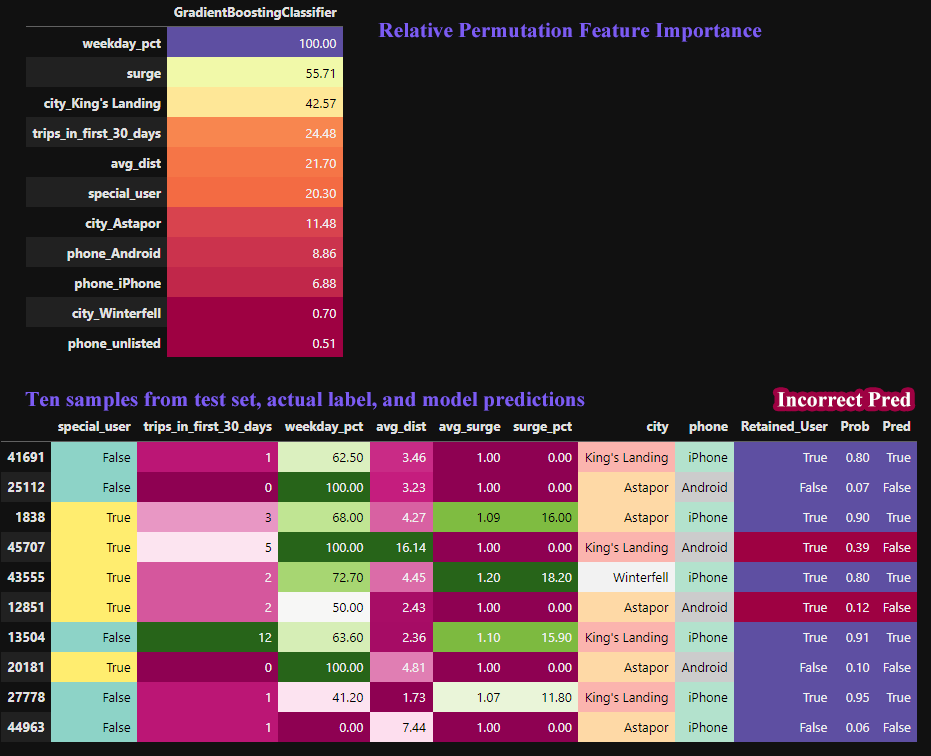 GradientBoostingClassifier
Relative Permutation Feature Importance
weekday_pct 100.00
surge 55.71
city_King's Landing 42.57
trips_in_first_30_days 24.48
avg_dist 21.70
special_user 20.30
city_Astapor 11.48
phone_Android 8.86
phone_iPhone 6.88
city_Winterfell 0.70
phone_unlisted 0.51
Ten samples from test set, actual label, and model predictions Incorrect Pred
special_user trips_in_first_30_days weekday_pct avg_dist avg_surge surge_pct city phone Retained_User Prob Pred
41691 False 1 62.50 3.46 1.00 0.00 King's Landing iPhone True 0.80 True
25112 False 0 100.00 3.23 1.00 0.00 Astapor Android False 0.07 False
1838 True 3 68.00 4.27 1.09 16.00 Astapor iPhone True 0.90 True
45707 True 5 100.00 16.14 1.00 0.00 King's Landing Android True 0.39 False
43555 True 2 72.70 4.45 1.20 18.20 Winterfell iPhone True 0.80 True
12851 True 2 50.00 2.43 1.00 0.00 Astapor Android True 0.12 False
13504 False 12 63.60 2.36 1.10 15.90 King's Landing iPhone True 0.91 True
20181 True 0 100.00 4.81 1.00 0.00 Astapor Android False 0.10 False
27778 False 1 41.20 1.73 1.07 11.80 King's Landing iPhone True 0.95 True
44963 False 1 0.00 7.44 1.00 0.00 Astapor iPhone False 0.06 False